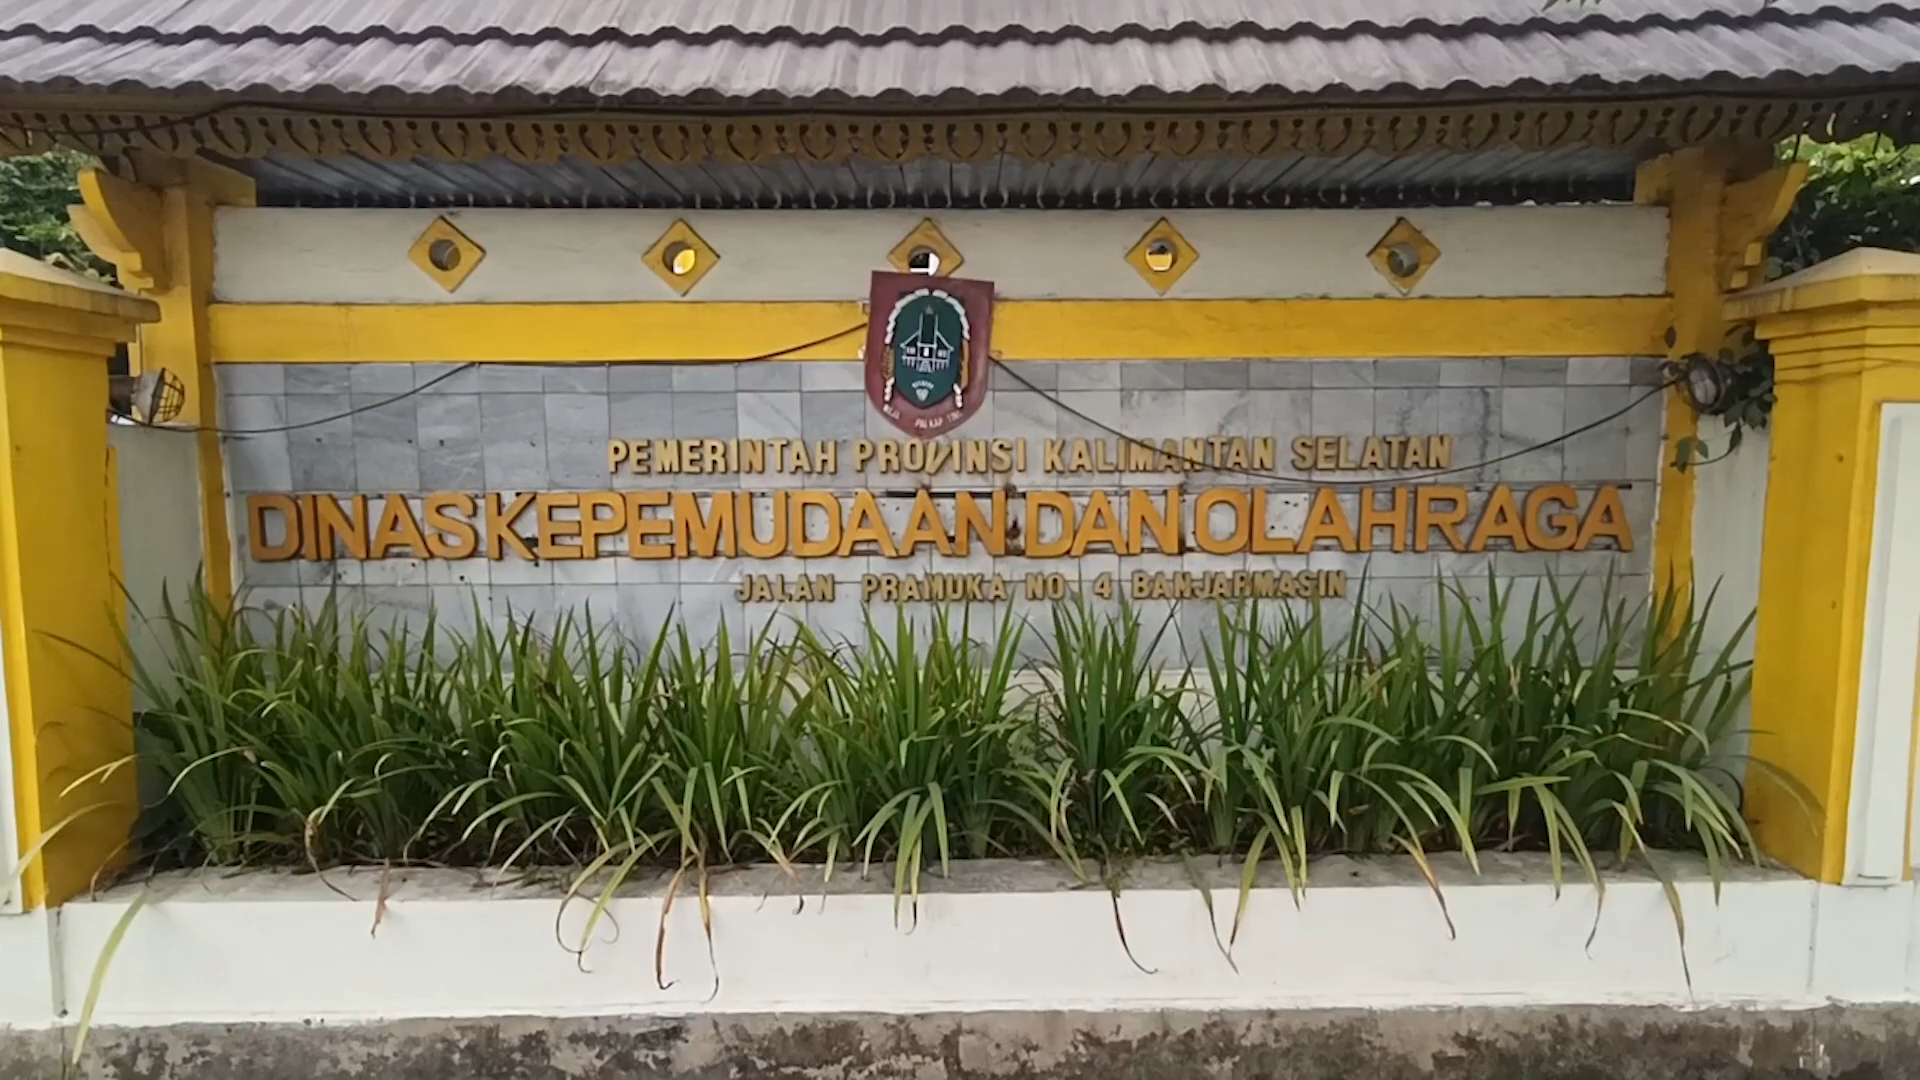 PEMERINTAH PROVINSI KALIMANTAN SELATAN
DINAS KEPEMUDAAN DAN OLAHRAGA
JALAN PRAMUKA NO 4 BANJARMASIN